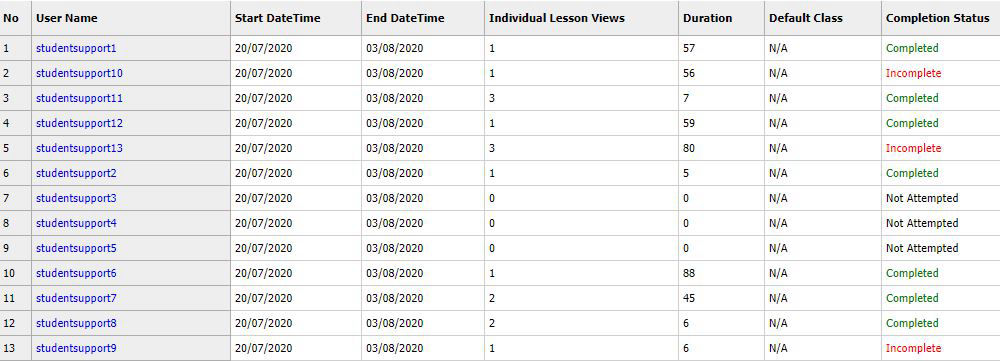 No User Name Start DateTime End DateTime Individual Lesson Views Duration Default Class Completion Status
1 studentsupport1 20/07/2020 03/08/2020 1 57 N/A Completed
2 studentsupport10 20/07/2020 03/08/2020 1 56 N/A Incomplete
3 studentsupport11 20/07/2020 03/08/2020 3 7 N/A Completed
4 studentsupport12 20/07/2020 03/08/2020 1 59 N/A Completed
5 studentsupport13 20/07/2020 03/08/2020 3 80 N/A Incomplete
6 studentsupport2 20/07/2020 03/08/2020 1 5 N/A Completed
7 studentsupport3 20/07/2020 03/08/2020 0 0 N/A Not Attempted
8 studentsupport4 20/07/2020 03/08/2020 0 0 N/A Not Attempted
9 studentsupport5 20/07/2020 03/08/2020 0 0 N/A Not Attempted
10 studentsupport6 20/07/2020 03/08/2020 1 88 N/A Completed
11 studentsupport7 20/07/2020 03/08/2020 2 45 N/A Completed
12 studentsupport8 20/07/2020 03/08/2020 2 6 N/A Completed
13 studentsupport9 20/07/2020 03/08/2020 1 6 N/A Incomplete